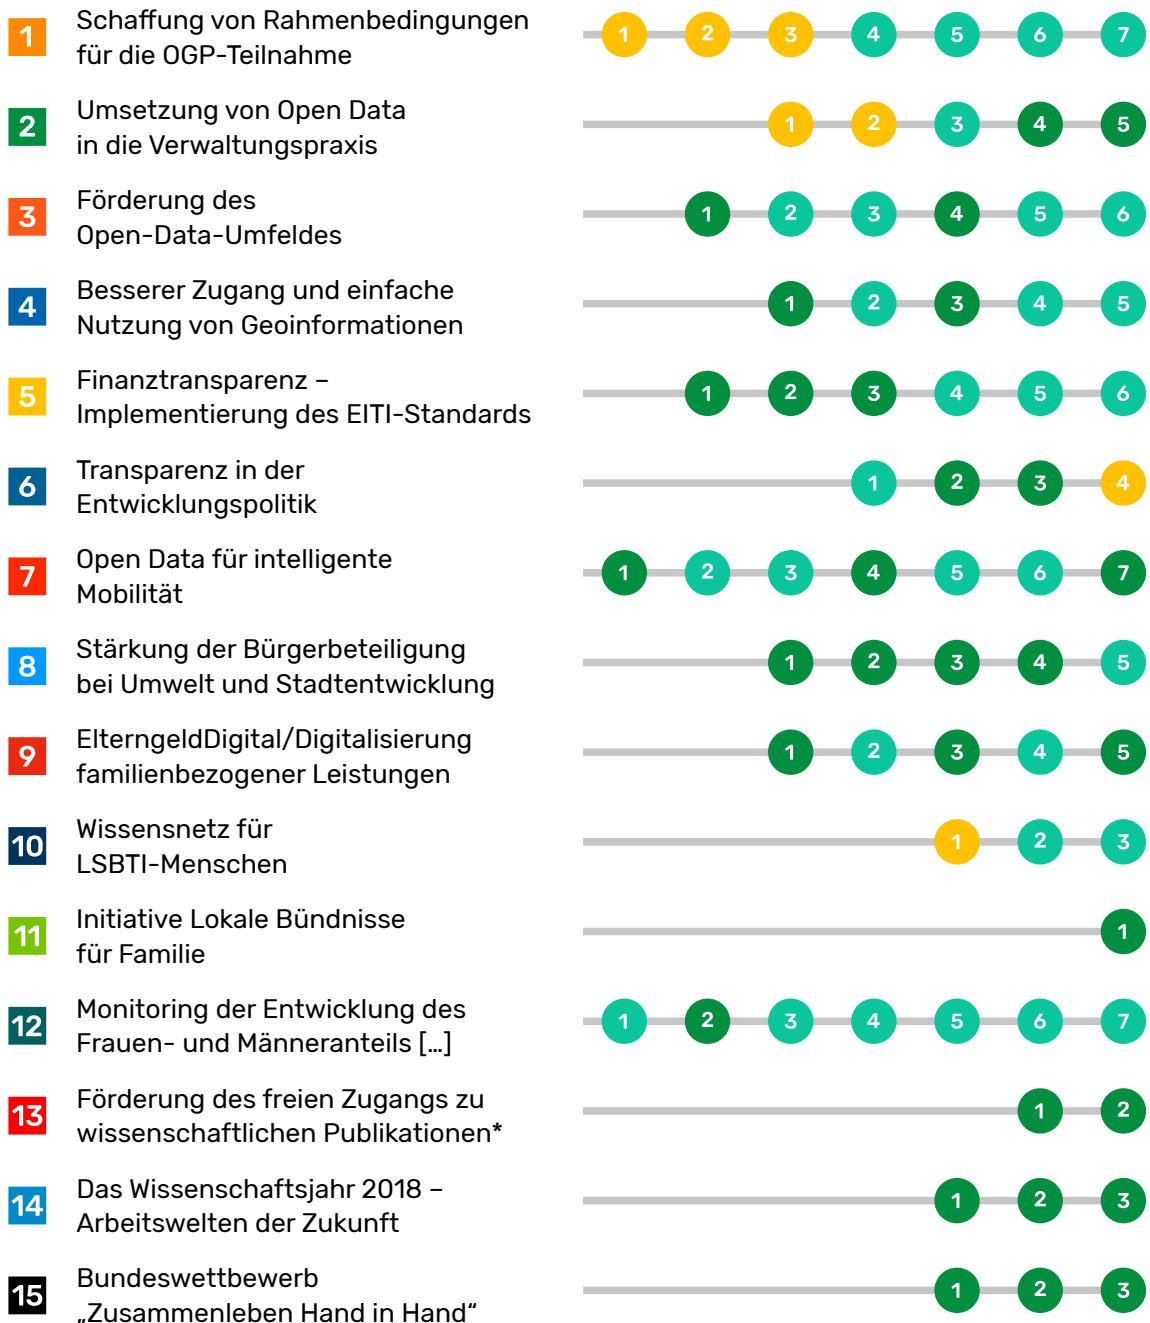 1 Schaffung von Rahmenbedingungen
für die OGP-Teilnahme
1 2 3 4 5 6 7
2 Umsetzung von Open Data
in die Verwaltungspraxis
1 2 3 4 5
3 Förderung des
Open-Data-Umfeldes
1 2 3 4 5 6
4 Besserer Zugang und einfache
Nutzung von Geoinformationen
1 2 3 4 5
5 Finanztransparenz –
Implementierung des EITI-Standards
1 2 3 4 5 6
6 Transparenz in der
Entwicklungspolitik
1 2 3 4
7 Open Data für intelligente
Mobilität
1 2 3 4 5 6 7
8 Stärkung der Bürgerbeteiligung
bei Umwelt und Stadtentwicklung
1 2 3 4 5
9 ElterngeldDigital/Digitalisierung
familienbezogener Leistungen
1 2 3 4 5
10 Wissensnetz für
LSBTI-Menschen
1 2 3
11 Initiative Lokale Bündnisse
für Familie
1
12 Monitoring der Entwicklung des
Frauen- und Männeranteils […]
1 2 3 4 5 6 7
13 Förderung des freien Zugangs zu
wissenschaftlichen Publikationen*
1 2
14 Das Wissenschaftsjahr 2018 –
Arbeitswelten der Zukunft
1 2 3
15 Bundeswettbewerb
„Zusammenleben Hand in Hand“
1 2 3